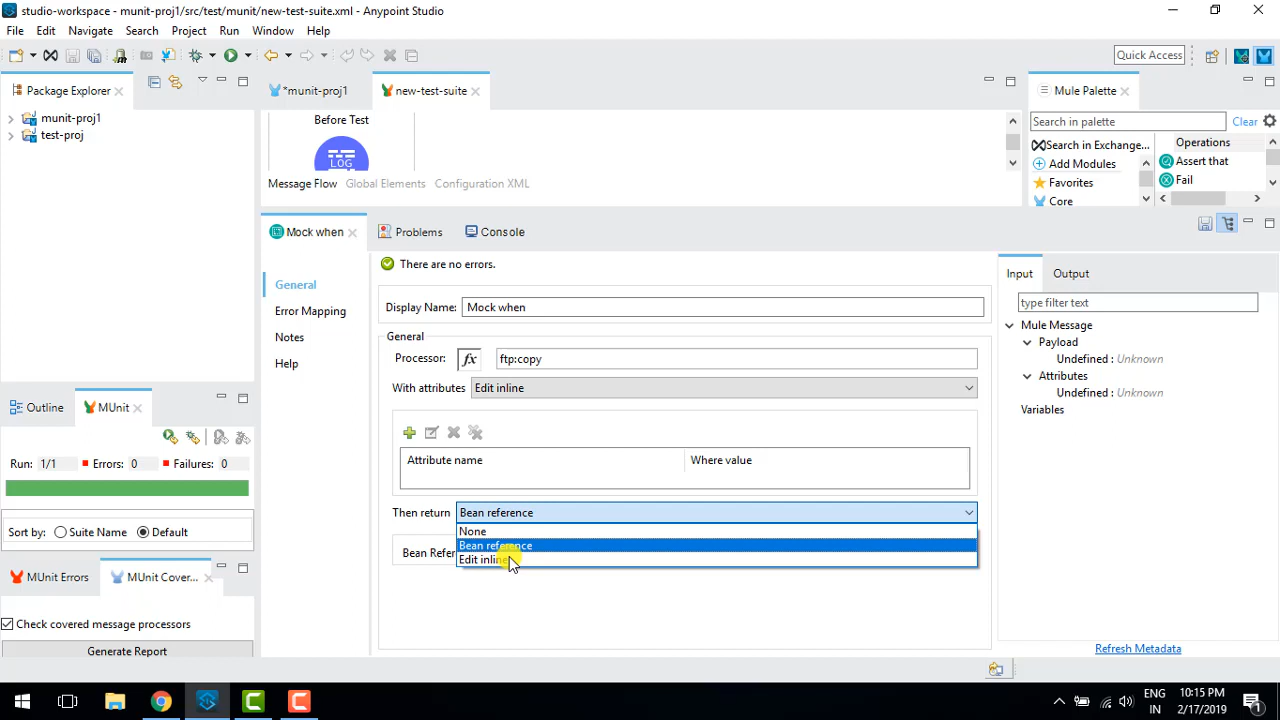 studio-workspace - munit-proj1/src/test/munit/new-test-suite.xml - Anypoint Studio
File Edit Navigate Search Project Run Window Help
Quick Access
Package Explorer
munit-proj1
test-proj
*munit-proj1
new-test-suite
Before Test
LOG
Message Flow Global Elements Configuration XML
Mule Palette
Search in palette
Clear
Search in Exchange...
Add Modules
Favorites
Core
Operations
Assert that
Fail
Mock when
Problems
Console
There are no errors.
General
Error Mapping
Notes
Help
Display Name: Mock when
General
Processor: fx ftp:copy
With attributes Edit inline
Attribute name Where value
Then return Bean reference
None
Bean reference
Edit inline
Bean Refer
Input Output
type filter text
Mule Message
Payload
Undefined : Unknown
Attributes
Undefined : Unknown
Variables
Refresh Metadata
Outline
MUnit
Run: 1/1 Errors: 0 Failures: 0
Sort by: Suite Name Default
MUnit Errors
MUnit Cover...
Check covered message processors
Generate Report
ENG
IN
10:15 PM
2/17/2019
1